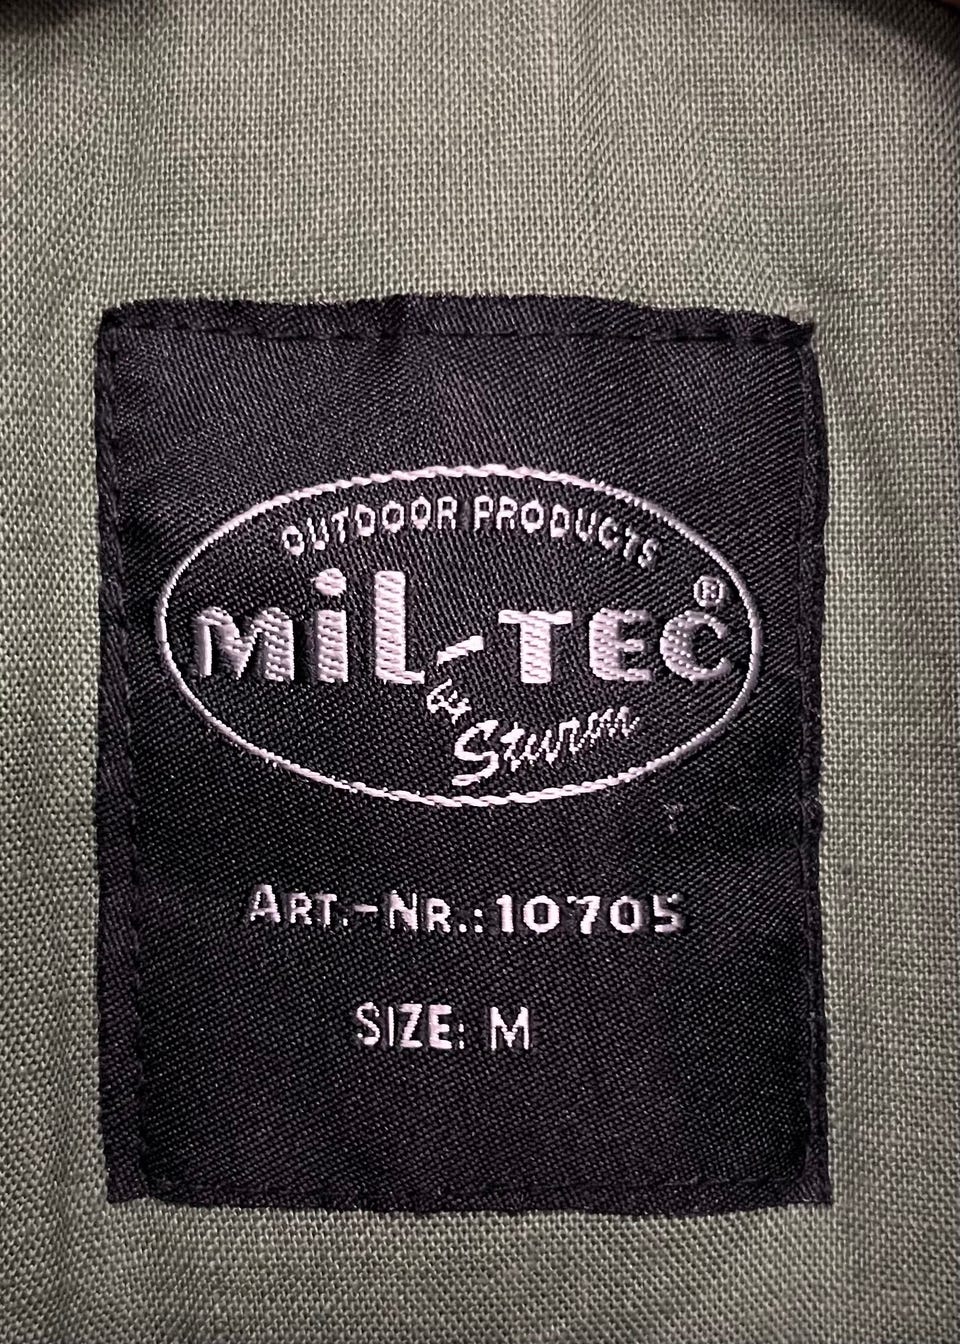 OUTDOOR PRODUCTS
MiL-TEC®
by Sturm
ART.-NR.:10705
SIZE: M